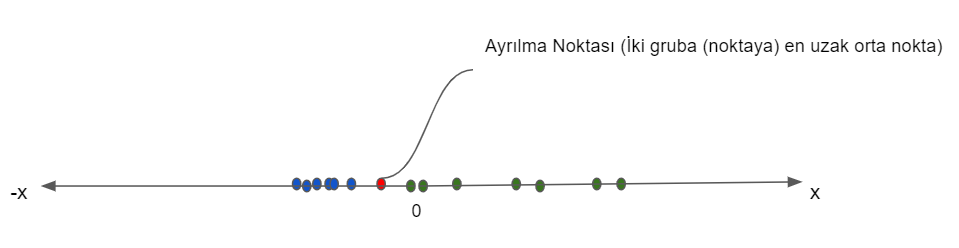 Ayrılma Noktası (İki gruba (noktaya) en uzak orta nokta)
-x
x
0